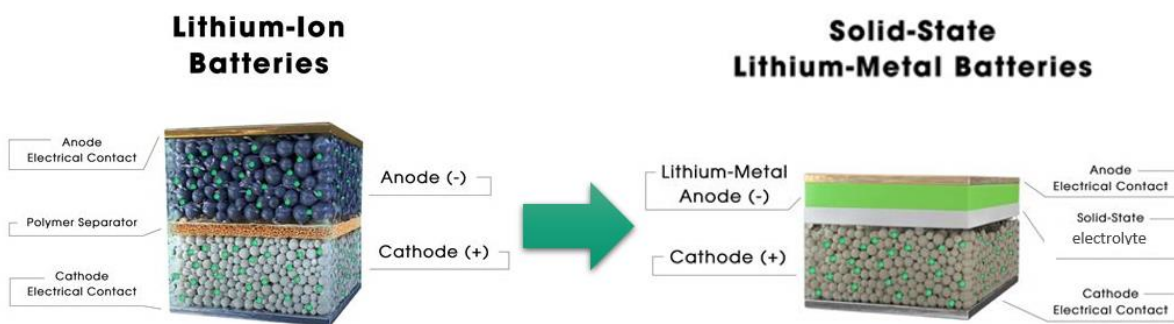 Lithium-Ion
Batteries
Anode
Electrical Contact
Polymer Separator
Cathode
Electrical Contact
Anode (-)
Cathode (+)
Solid-State
Lithium-Metal Batteries
Lithium-Metal
Anode (-)
Cathode (+)
Anode
Electrical Contact
Solid-State
electrolyte
Cathode
Electrical Contact